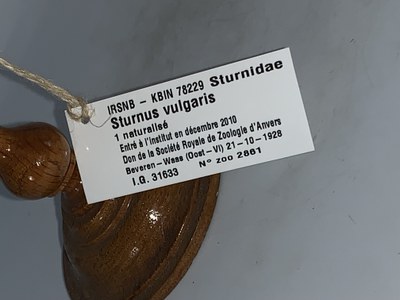 IRSNB – KBIN 78229 Sturnidae
Sturnus vulgaris
1 naturalisé
Entré à l'Institut en décembre 2010
Don de la Société Royale de Zoologie d'Anvers
Beveren-Waas (Oost-Vl) 21-10-1928
I.G. 31633 N° zoo 2661